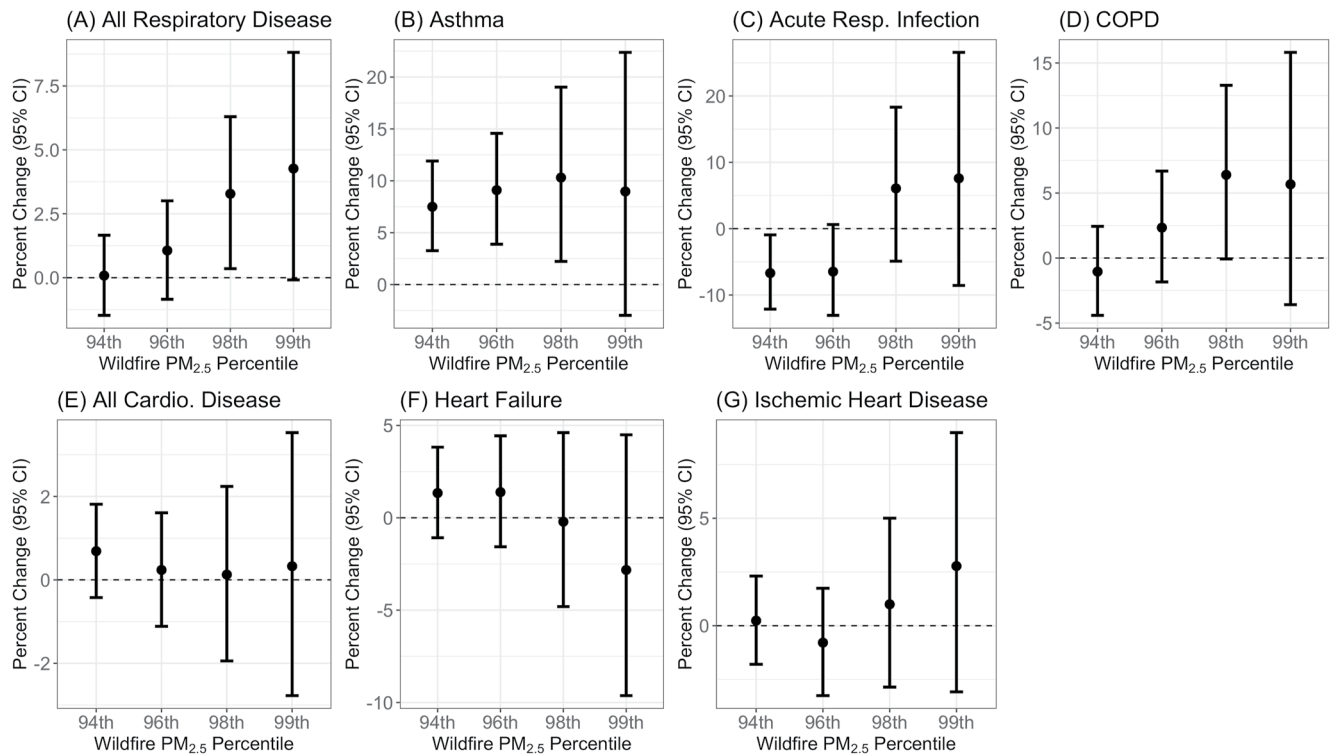 (A) All Respiratory Disease
Percent Change (95% CI)
7.5
5.0
2.5
0.0
94th 96th 98th 99th
Wildfire PM2.5 Percentile
(B) Asthma
Percent Change (95% CI)
20
15
10
5
0
94th 96th 98th 99th
Wildfire PM2.5 Percentile
(C) Acute Resp. Infection
Percent Change (95% CI)
20
10
0
-10
94th 96th 98th 99th
Wildfire PM2.5 Percentile
(D) COPD
Percent Change (95% CI)
15
10
5
0
-5
94th 96th 98th 99th
Wildfire PM2.5 Percentile
(E) All Cardio. Disease
Percent Change (95% CI)
2
0
-2
94th 96th 98th 99th
Wildfire PM2.5 Percentile
(F) Heart Failure
Percent Change (95% CI)
5
0
-5
-10
94th 96th 98th 99th
Wildfire PM2.5 Percentile
(G) Ischemic Heart Disease
Percent Change (95% CI)
5
0
94th 96th 98th 99th
Wildfire PM2.5 Percentile